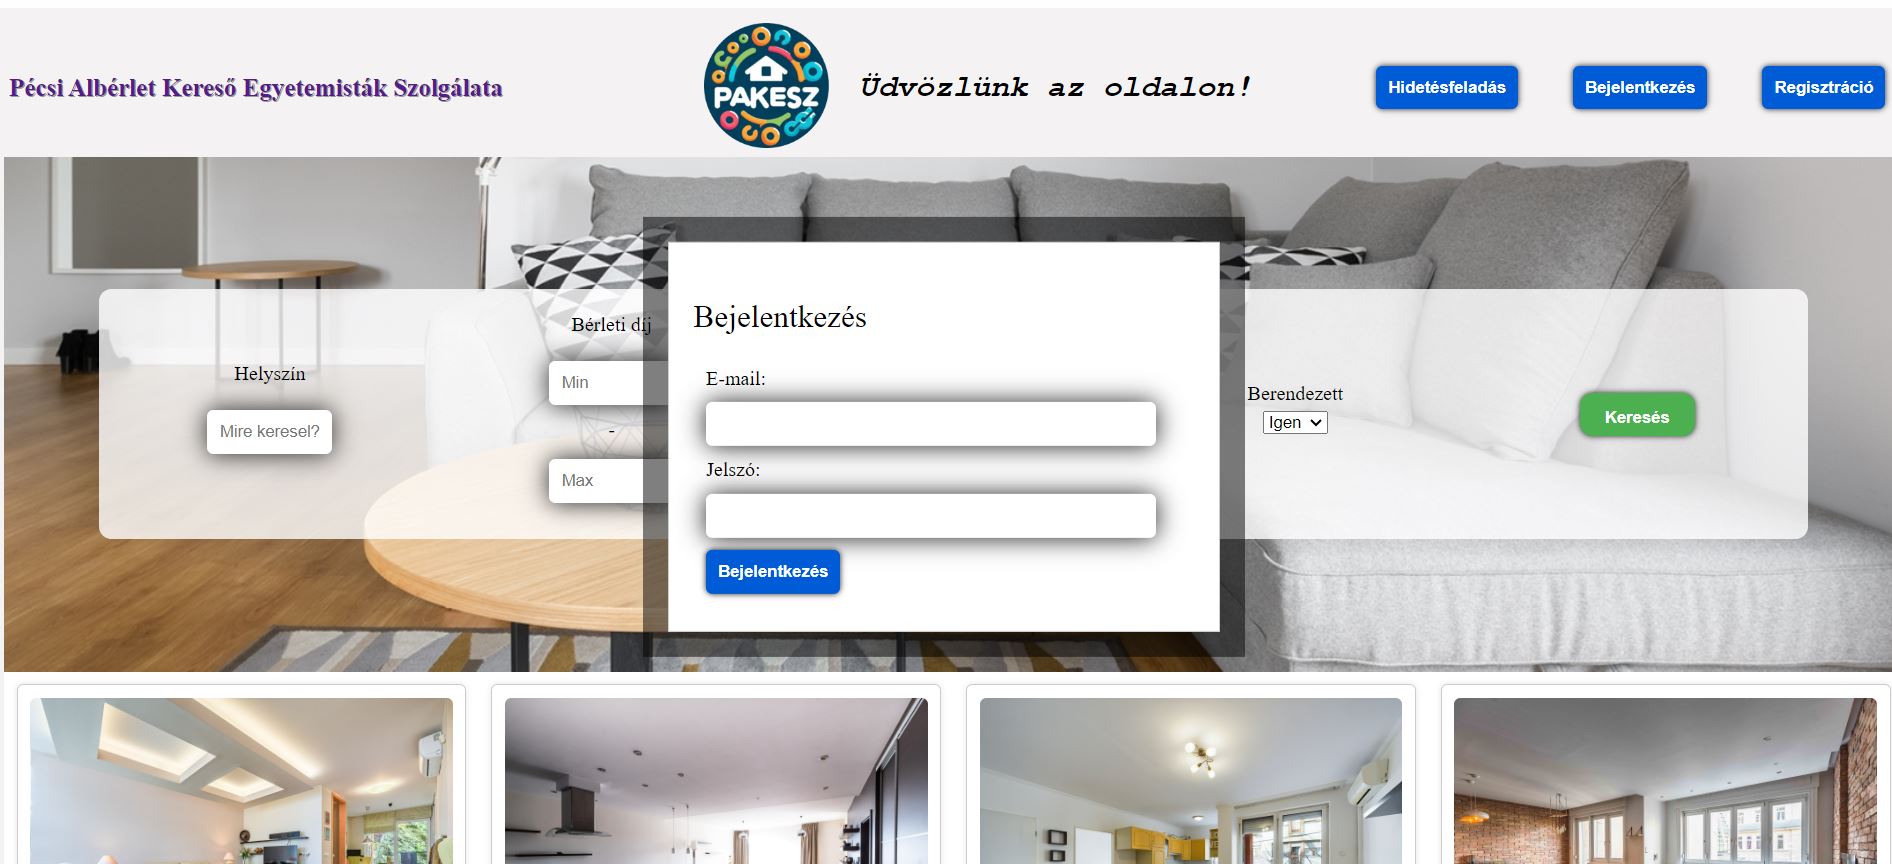 Pécsi Albérlet Kereső Egyetemisták Szolgálata
PAKESZ
Üdvözlünk az oldalon!
Hidetésfeladás
Bejelentkezés
Regisztráció
Helyszín
Mire keresel?
Bérleti díj
Min
-
Max
Bejelentkezés
E-mail:
Jelszó:
Bejelentkezés
Berendezett
Igen
Keresés